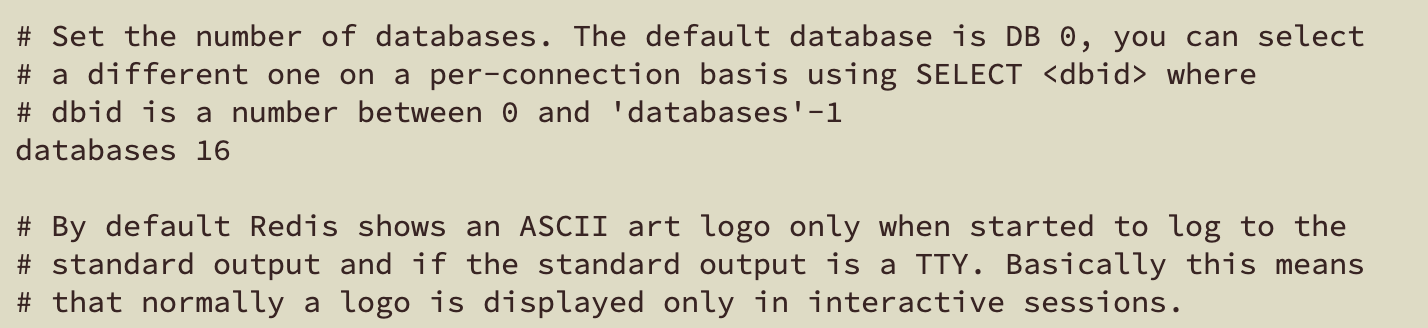 # Set the number of databases. The default database is DB 0, you can select
# a different one on a per-connection basis using SELECT <dbid> where
# dbid is a number between 0 and 'databases'-1
databases 16

# By default Redis shows an ASCII art logo only when started to log to the
# standard output and if the standard output is a TTY. Basically this means
# that normally a logo is displayed only in interactive sessions.